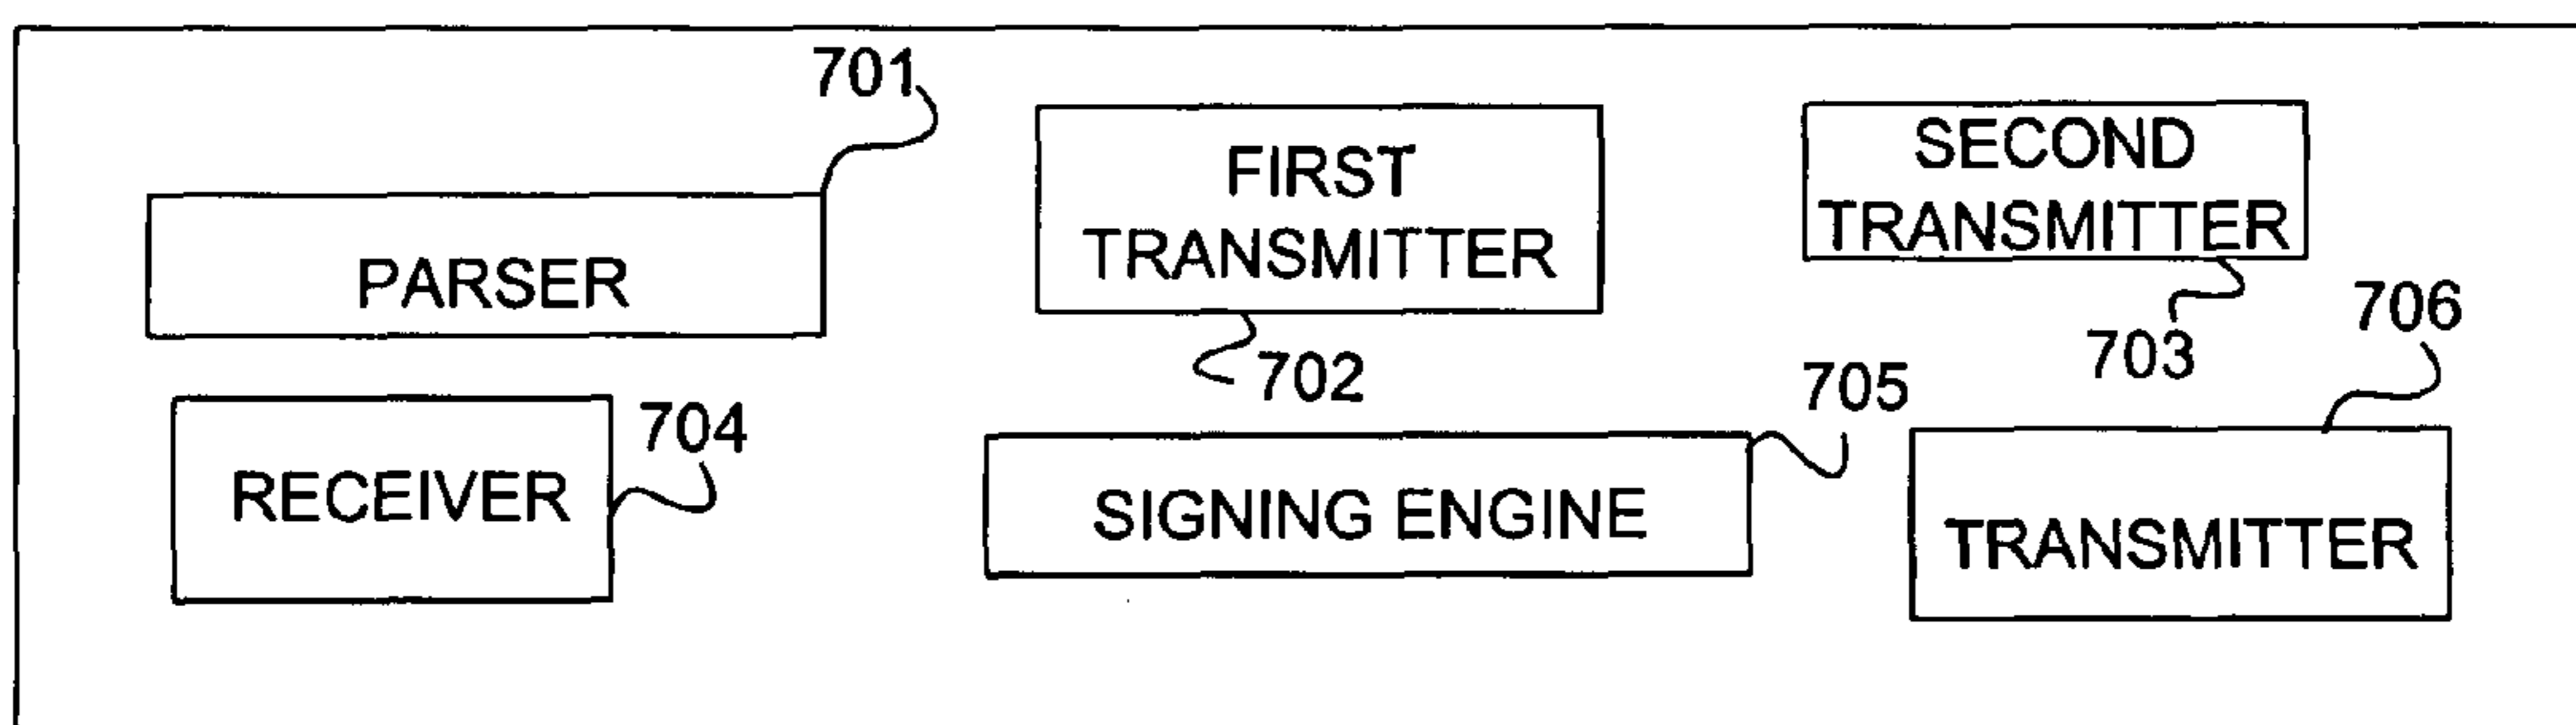 701
PARSER
FIRST
TRANSMITTER
702
SECOND
TRANSMITTER
703
RECEIVER
704
SIGNING ENGINE
705
TRANSMITTER
706